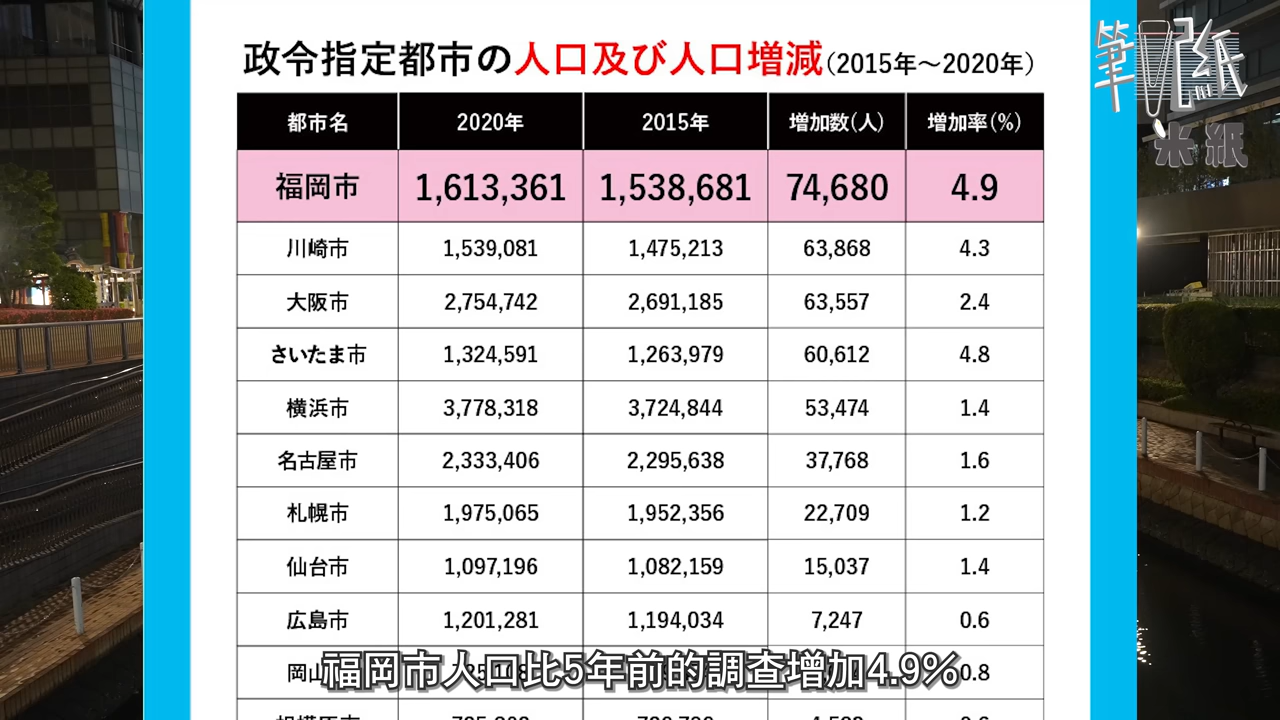 政令指定都市の人口及び人口増減(2015年〜2020年)
都市名 2020年 2015年 増加数(人) 増加率(%)
福岡市 1,613,361 1,538,681 74,680 4.9
川崎市 1,539,081 1,475,213 63,868 4.3
大阪市 2,754,742 2,691,185 63,557 2.4
さいたま市 1,324,591 1,263,979 60,612 4.8
横浜市 3,778,318 3,724,844 53,474 1.4
名古屋市 2,333,406 2,295,638 37,768 1.6
札幌市 1,975,065 1,952,356 22,709 1.2
仙台市 1,097,196 1,082,159 15,037 1.4
広島市 1,201,281 1,194,034 7,247 0.6
岡山 0.8
福岡市人口比5年前的調查增加4.9%
筆記紙
米紙